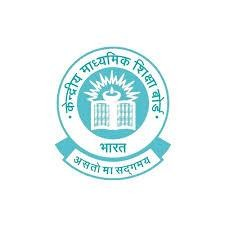 केन्द्रीय माध्यमिक शिक्षा बोर्ड
भारत
असतो मा सद्गमय